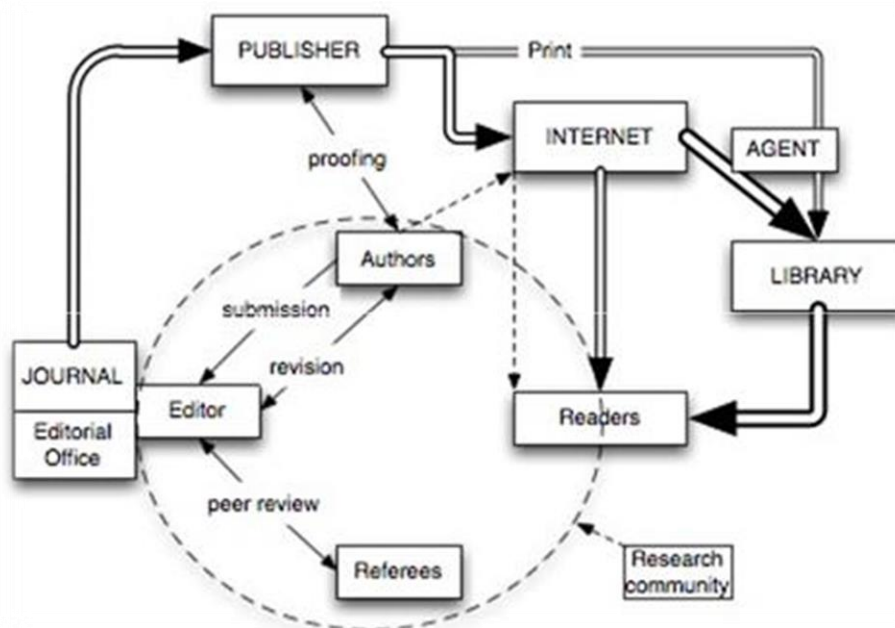 PUBLISHER
Print
INTERNET
AGENT
proofing
Authors
LIBRARY
submission
revision
JOURNAL
Editorial
Office
Editor
Readers
peer review
Referees
Research
community